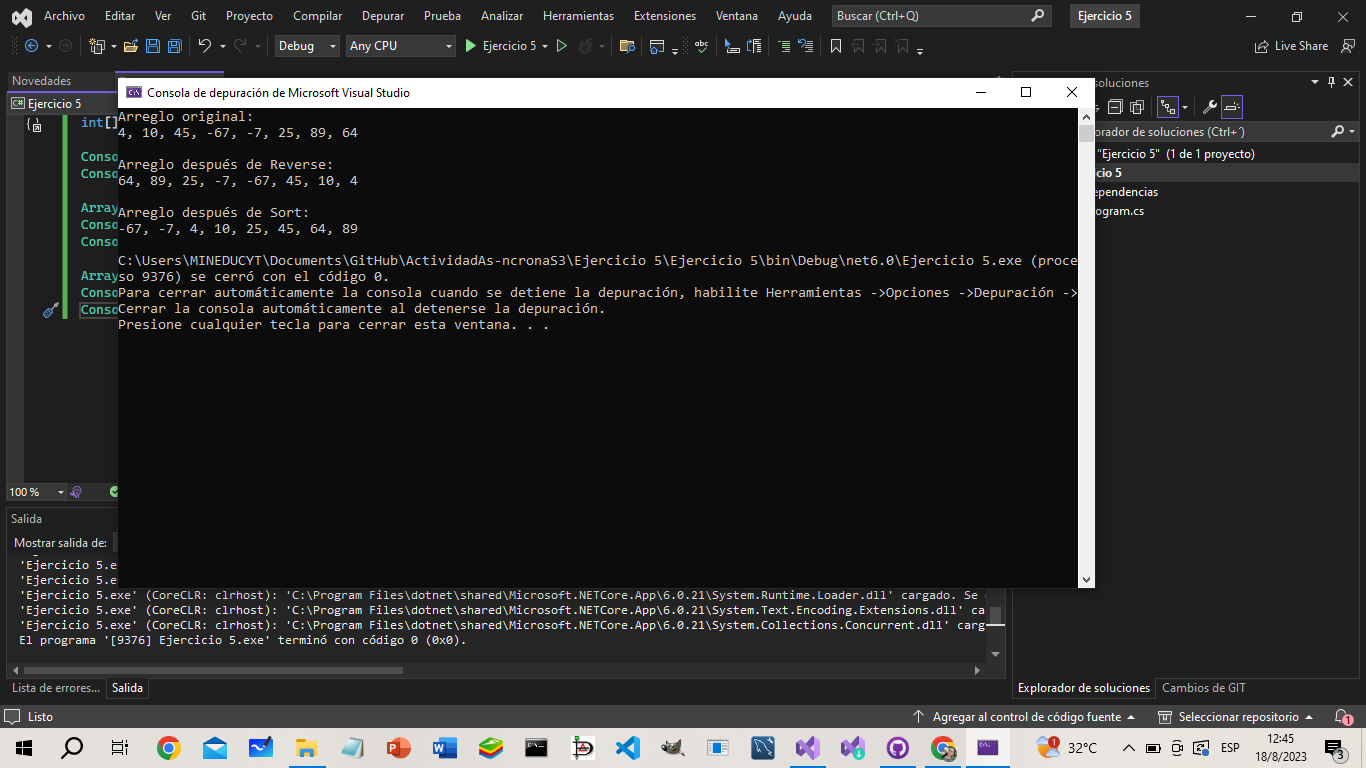 Archivo Editar Ver Git Proyecto Compilar Depurar Prueba Analizar Herramientas Extensiones Ventana Ayuda Buscar (Ctrl+Q) Ejercicio 5
Debug Any CPU Ejercicio 5 Live Share
Novedades
soluciones
Consola de depuración de Microsoft Visual Studio
Ejercicio 5
orador de soluciones (Ctrl+´)
"Ejercicio 5" (1 de 1 proyecto)
cio 5
ependencias
ogram.cs
int[]
Conso
Conso
Array
Conso
Conso
Array
Conso
Conso
Arreglo original:
4, 10, 45, -67, -7, 25, 89, 64
Arreglo después de Reverse:
64, 89, 25, -7, -67, 45, 10, 4
Arreglo después de Sort:
-67, -7, 4, 10, 25, 45, 64, 89
C:\Users\MINEDUCYT\Documents\GitHub\ActividadAs-ncronaS3\Ejercicio 5\Ejercicio 5\bin\Debug\net6.0\Ejercicio 5.exe (proce
so 9376) se cerró con el código 0.
Para cerrar automáticamente la consola cuando se detiene la depuración, habilite Herramientas ->Opciones ->Depuración ->
Cerrar la consola automáticamente al detenerse la depuración.
Presione cualquier tecla para cerrar esta ventana. . .
100 %
Salida
Mostrar salida de:
'Ejercicio 5.e
'Ejercicio 5.e
'Ejercicio 5.exe' (CoreCLR: clrhost): 'C:\Program Files\dotnet\shared\Microsoft.NETCore.App\6.0.21\System.Runtime.Loader.dll' cargado. Se
'Ejercicio 5.exe' (CoreCLR: clrhost): 'C:\Program Files\dotnet\shared\Microsoft.NETCore.App\6.0.21\System.Text.Encoding.Extensions.dll' ca
'Ejercicio 5.exe' (CoreCLR: clrhost): 'C:\Program Files\dotnet\shared\Microsoft.NETCore.App\6.0.21\System.Collections.Concurrent.dll' carg
El programa '[9376] Ejercicio 5.exe' terminó con código 0 (0x0).
Lista de errores... Salida
Explorador de soluciones Cambios de GIT
Listo Agregar al control de código fuente Seleccionar repositorio 1
1 32°C ESP 12:45
18/8/2023 3